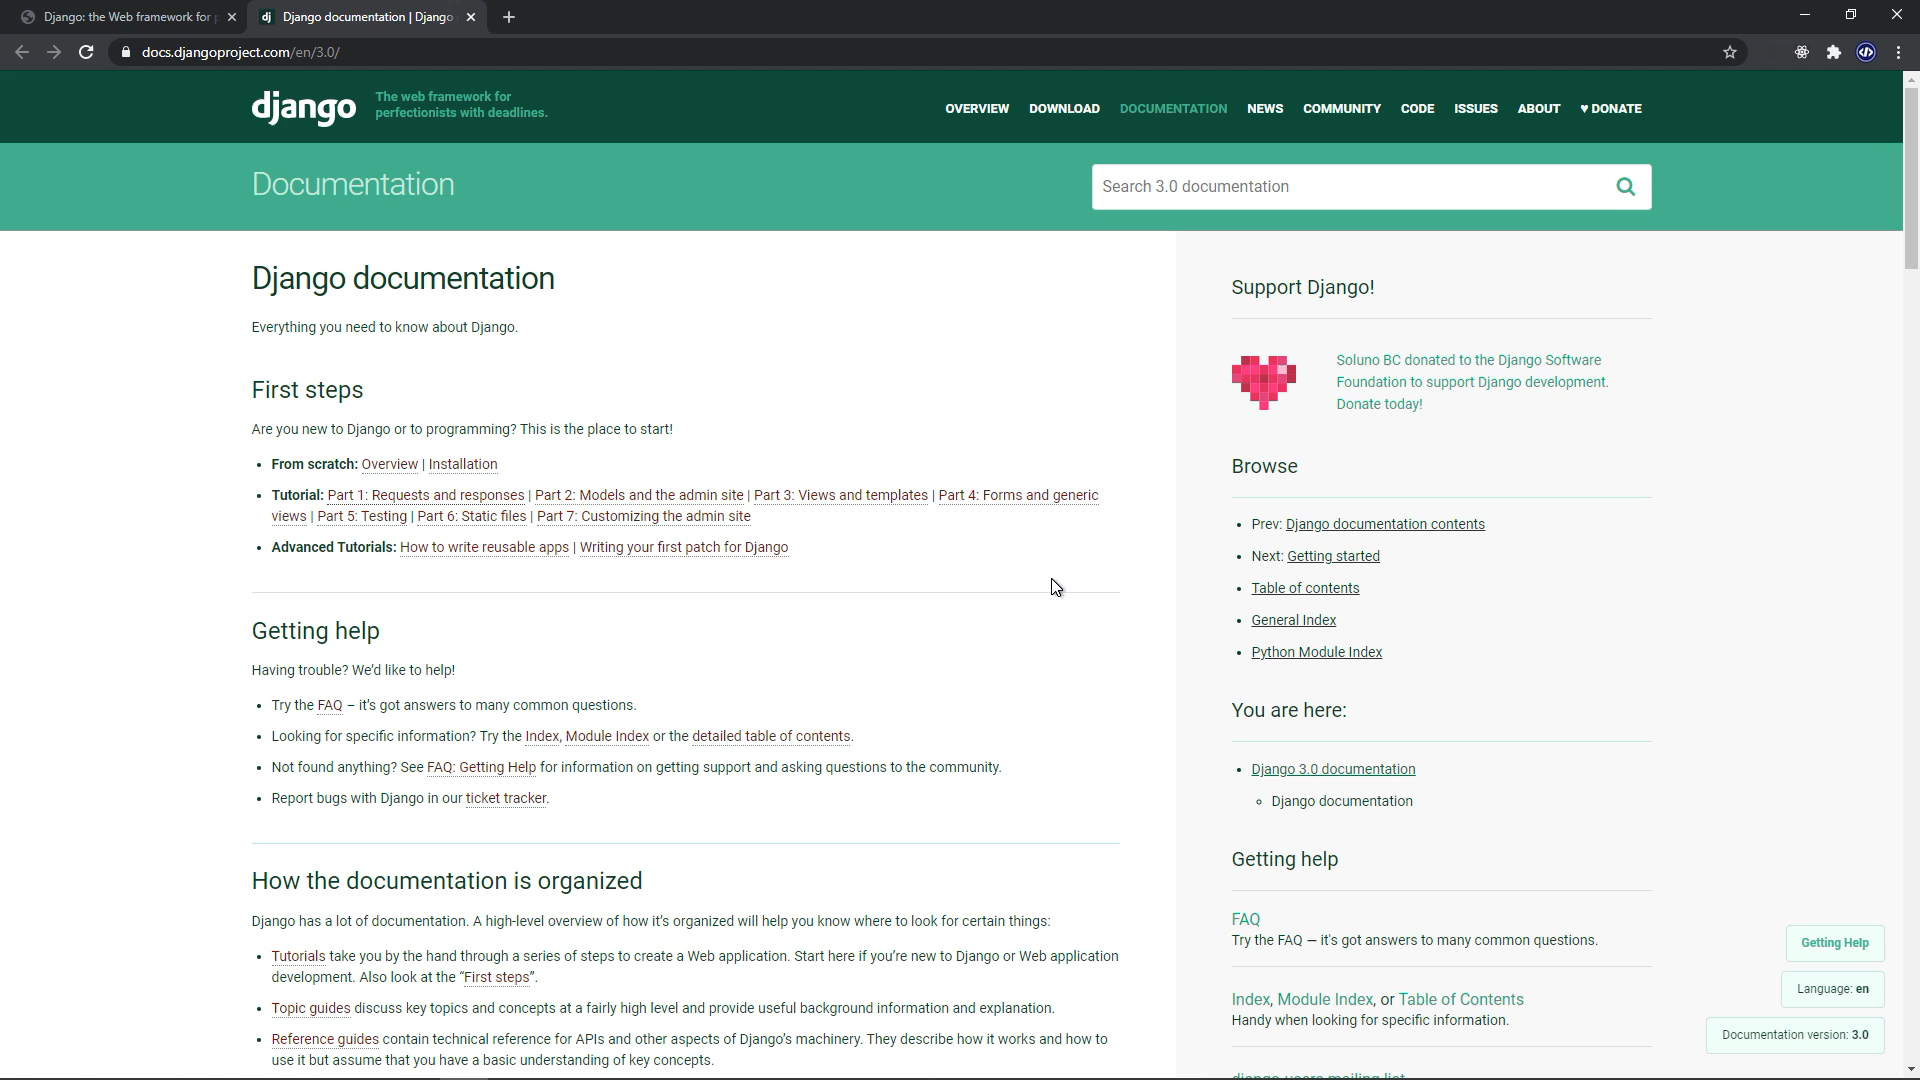 Django: the Web framework for
Django documentation | Django
docs.djangoproject.com/en/3.0/
django
The web framework for
perfectionists with deadlines.
OVERVIEW DOWNLOAD DOCUMENTATION NEWS COMMUNITY CODE ISSUES ABOUT ♥ DONATE
Documentation
Search 3.0 documentation
Django documentation
Everything you need to know about Django.
First steps
Are you new to Django or to programming? This is the place to start!
• From scratch: Overview | Installation
• Tutorial: Part 1: Requests and responses | Part 2: Models and the admin site | Part 3: Views and templates | Part 4: Forms and generic
views | Part 5: Testing | Part 6: Static files | Part 7: Customizing the admin site
• Advanced Tutorials: How to write reusable apps | Writing your first patch for Django
Getting help
Having trouble? We’d like to help!
• Try the FAQ – it’s got answers to many common questions.
• Looking for specific information? Try the Index, Module Index or the detailed table of contents.
• Not found anything? See FAQ: Getting Help for information on getting support and asking questions to the community.
• Report bugs with Django in our ticket tracker.
How the documentation is organized
Django has a lot of documentation. A high-level overview of how it’s organized will help you know where to look for certain things:
• Tutorials take you by the hand through a series of steps to create a Web application. Start here if you’re new to Django or Web application
development. Also look at the “First steps”.
• Topic guides discuss key topics and concepts at a fairly high level and provide useful background information and explanation.
• Reference guides contain technical reference for APIs and other aspects of Django’s machinery. They describe how it works and how to
use it but assume that you have a basic understanding of key concepts.
Support Django!
Soluno BC donated to the Django Software
Foundation to support Django development.
Donate today!
Browse
• Prev: Django documentation contents
• Next: Getting started
• Table of contents
• General Index
• Python Module Index
You are here:
• Django 3.0 documentation
◦ Django documentation
Getting help
FAQ
Try the FAQ — it's got answers to many common questions.
Index, Module Index, or Table of Contents
Handy when looking for specific information.
django-users mailing list
Getting Help
Language: en
Documentation version: 3.0